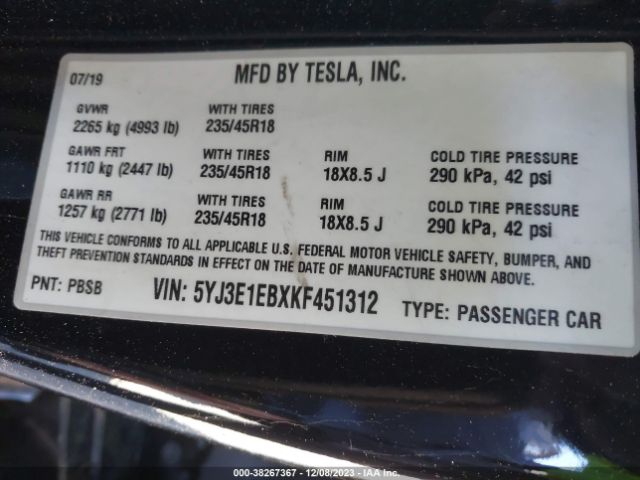 07/19 MFD BY TESLA, INC.
GVWR WITH TIRES
2265 kg (4993 lb) 235/45R18
GAWR FRT WITH TIRES RIM COLD TIRE PRESSURE
1110 kg (2447 lb) 235/45R18 18X8.5 J 290 kPa, 42 psi
GAWR RR WITH TIRES RIM COLD TIRE PRESSURE
1257 kg (2771 lb) 235/45R18 18X8.5 J 290 kPa, 42 psi
THIS VEHICLE CONFORMS TO ALL APPLICABLE U.S. FEDERAL MOTOR VEHICLE SAFETY, BUMPER, AND
THEFT PREVENTION STANDARDS IN EFFECT ON THE DATE OF MANUFACTURE SHOWN ABOVE.
PNT: PBSB VIN: 5YJ3E1EBXKF451312 TYPE: PASSENGER CAR
000-38267367 - 12/08/2023 - IAA Inc.